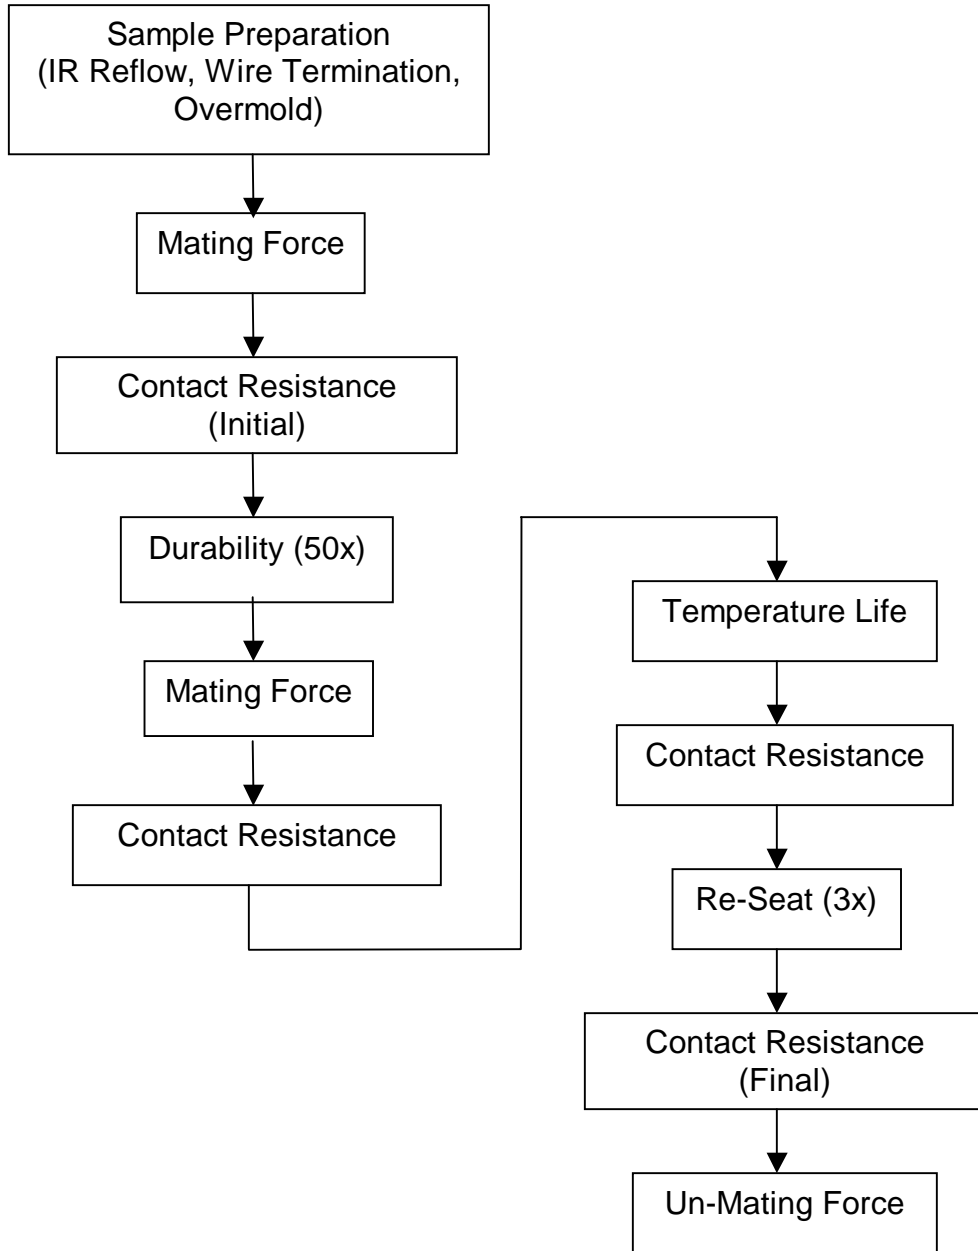 Sample Preparation
(IR Reflow, Wire Termination,
Overmold)
Mating Force
Contact Resistance
(Initial)
Durability (50x)
Mating Force
Contact Resistance
Temperature Life
Contact Resistance
Re-Seat (3x)
Contact Resistance
(Final)
Un-Mating Force